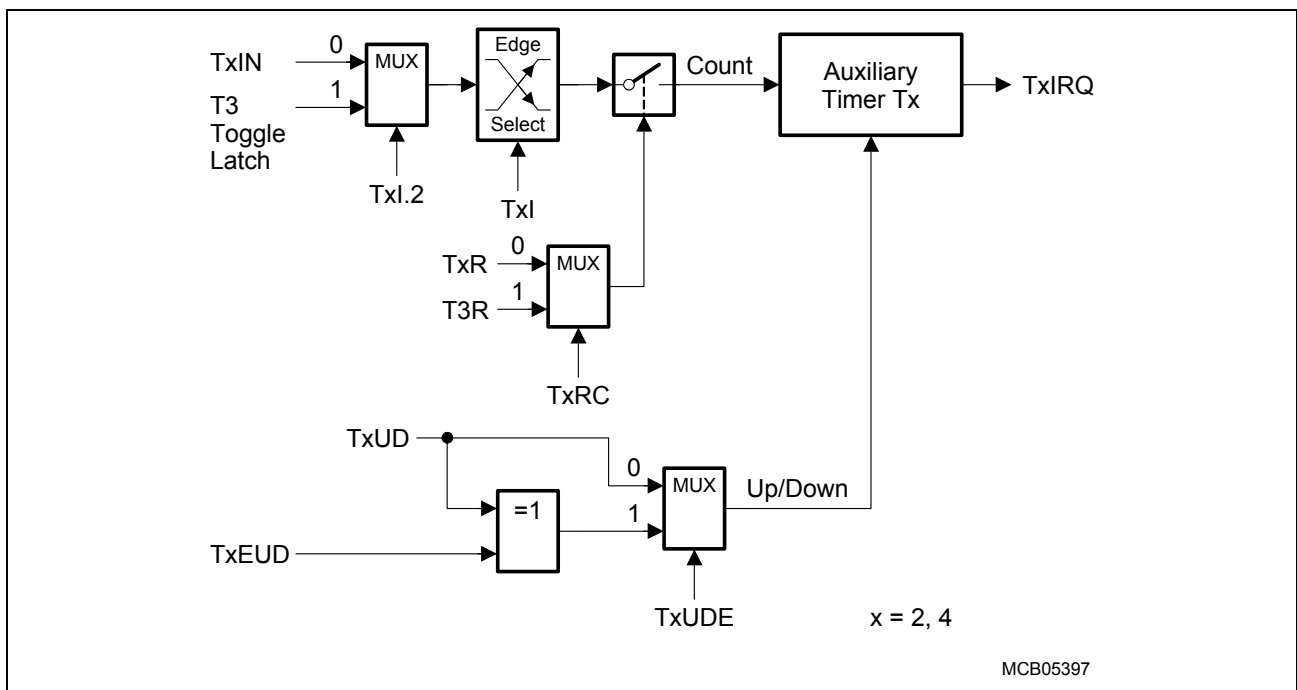 TxIN
0
MUX
T3
Toggle
Latch
1
TxI.2
Edge
Select
TxI
Count
Auxiliary
Timer Tx
TxIRQ
TxR
0
MUX
T3R
1
TxRC
TxUD
0
MUX
Up/Down
=1
1
TxEUD
TxUDE
x = 2, 4
MCB05397